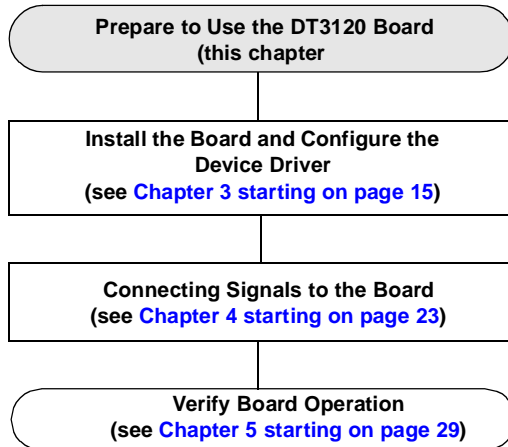 Prepare to Use the DT3120 Board
(this chapter
Install the Board and Configure the
Device Driver
(see Chapter 3 starting on page 15)
Connecting Signals to the Board
(see Chapter 4 starting on page 23)
Verify Board Operation
(see Chapter 5 starting on page 29)